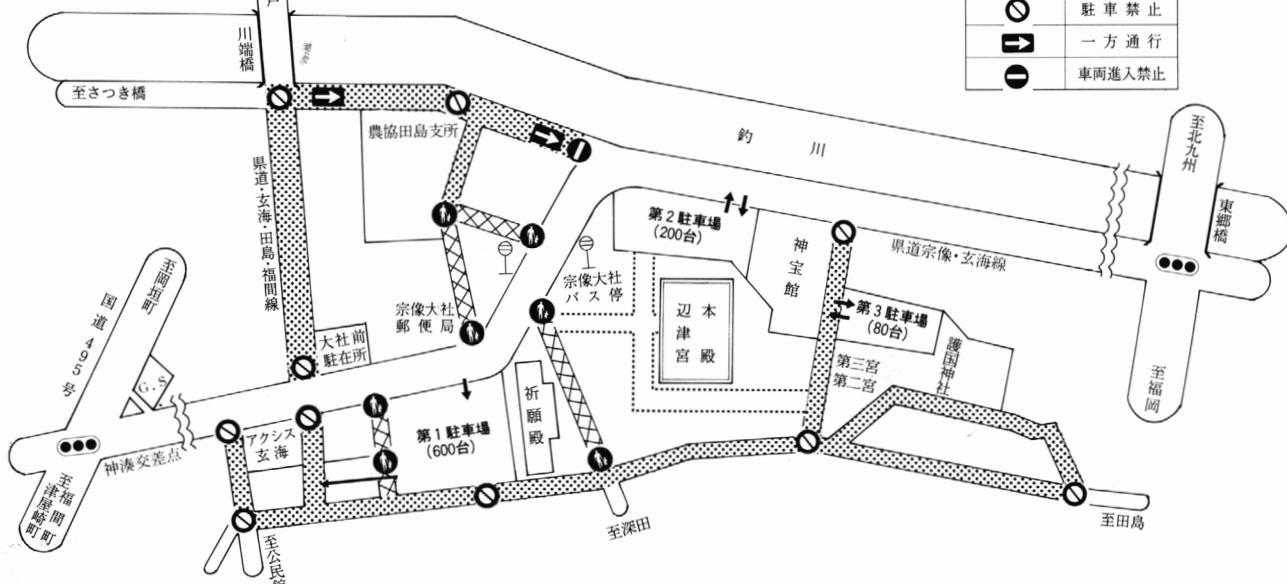 駐車禁止
一方通行
車両進入禁止
川端橋
至さつき橋
農協田島支所
釣川
至北九州
東郷橋
県道・玄海・田島・福間線
第2駐車場
(200台)
神宝館
県道宗像・玄海線
至岡垣町
国道495号
宗像大社
郵便局
宗像大社
バス停
辺津宮
本殿
第3駐車場
(80台)
護国神社
第三宮
第二宮
至福岡
大社前
駐在所
G.S
祈願殿
アクシス
玄海
第1駐車場
(600台)
神湊交差点
至福間町
津屋崎町
至公民館
至深田
至田島